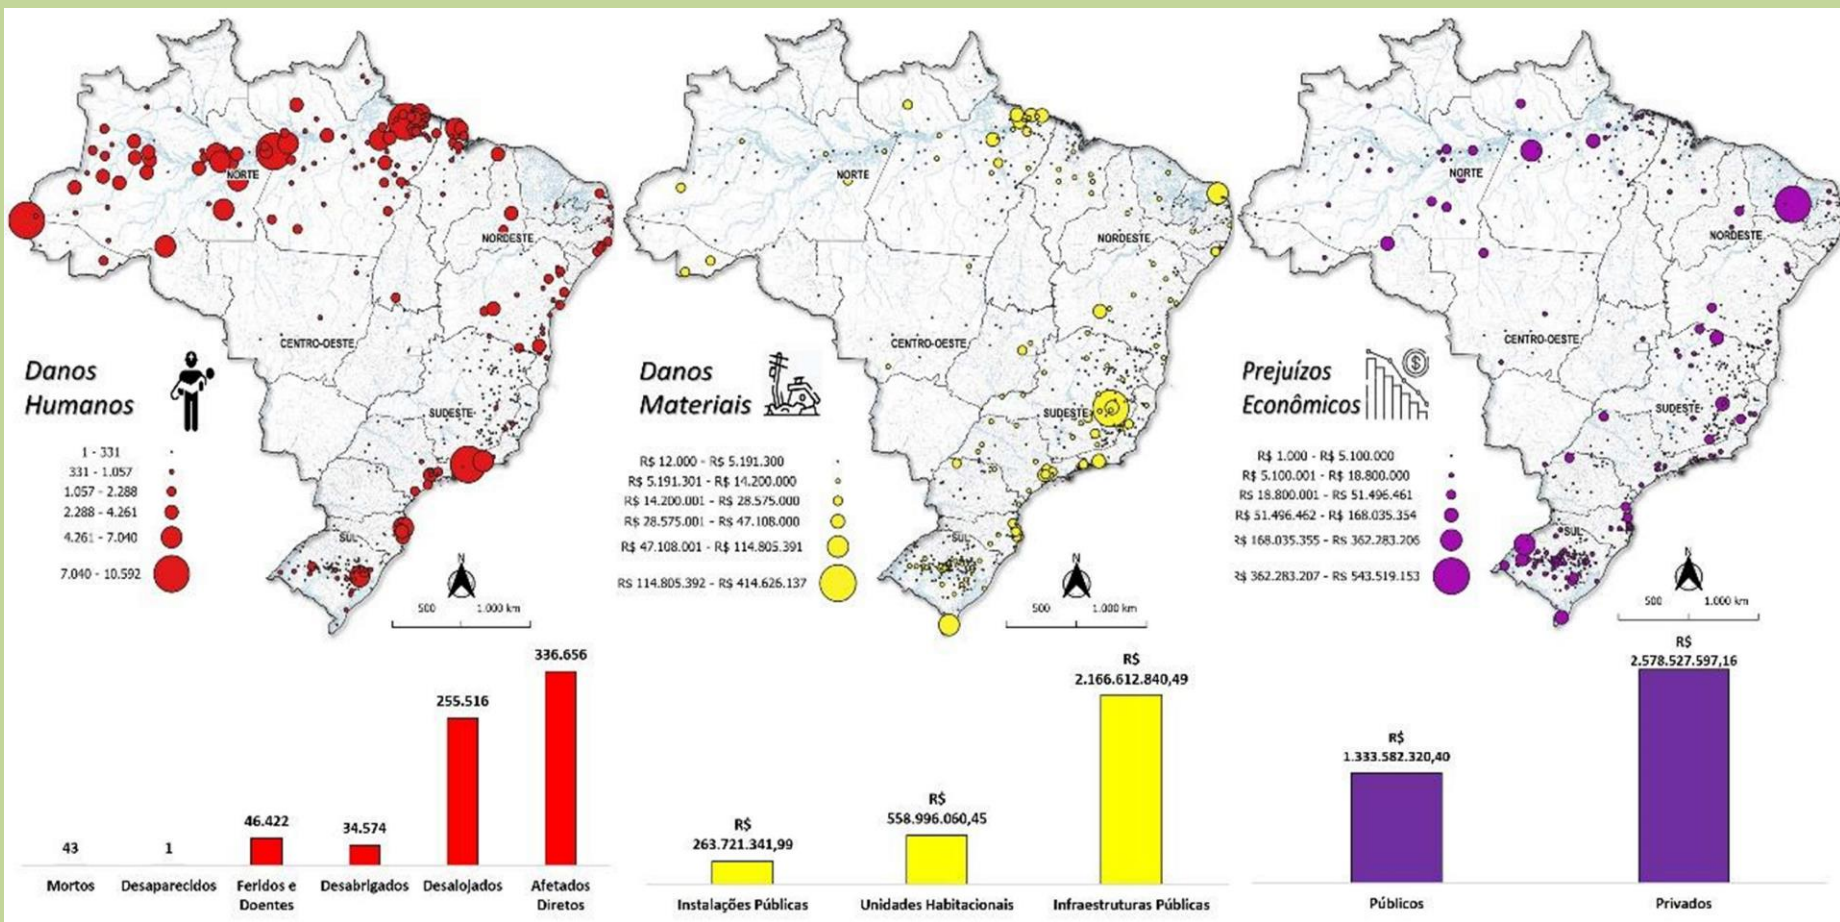 NORTE
NORDESTE
CENTRO-OESTE
SUDESTE
SUL
Danos
Humanos
1 - 331
331 - 1.057
1.057 - 2.288
2.288 - 4.261
4.261 - 7.040
7.040 - 10.592
N
500 1.000 km
336.656
255.516
46.422
34.574
43
1
Mortos
Desaparecidos
Feridos e
Doentes
Desabrigados
Desalojados
Afetados
Diretos
NORTE
NORDESTE
CENTRO-OESTE
SUDESTE
SUL
Danos
Materiais
R$ 12.000 - R$ 5.191.300
R$ 5.191.301 - R$ 14.200.000
R$ 14.200.001 - R$ 28.575.000
R$ 28.575.001 - R$ 47.108.000
R$ 47.108.001 - R$ 114.805.391
R$ 114.805.392 - R$ 414.626.137
N
500 1.000 km
R$
2.166.612.840,49
R$
558.996.060,45
R$
263.721.341,99
Instalações Públicas
Unidades Habitacionais
Infraestruturas Públicas
NORTE
NORDESTE
CENTRO-OESTE
SUDESTE
SUL
Prejuízos
Econômicos
$
R$ 1.000 - R$ 5.100.000
R$ 5.100.001 - R$ 18.800.000
R$ 18.800.001 - R$ 51.496.461
R$ 51.496.462 - R$ 168.035.354
R$ 168.035.355 - R$ 362.283.206
R$ 362.283.207 - R$ 543.519.153
N
500 1.000 km
R$
2.578.527.597,16
R$
1.333.582.320,40
Públicos
Privados